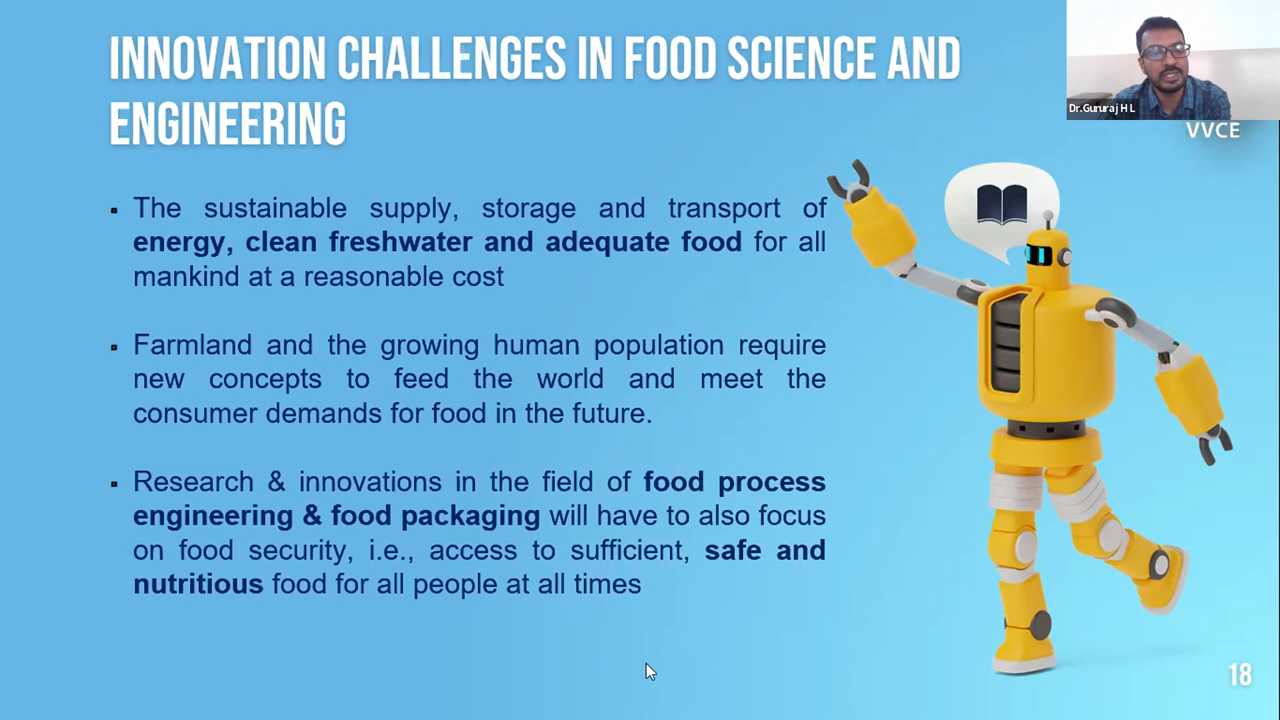 INNOVATION CHALLENGES IN FOOD SCIENCE AND
ENGINEERING
Dr.Gururaj H L
VVCE
▪ The sustainable supply, storage and transport of
energy, clean freshwater and adequate food for all
mankind at a reasonable cost
▪ Farmland and the growing human population require
new concepts to feed the world and meet the
consumer demands for food in the future.
▪ Research & innovations in the field of food process
engineering & food packaging will have to also focus
on food security, i.e., access to sufficient, safe and
nutritious food for all people at all times
18